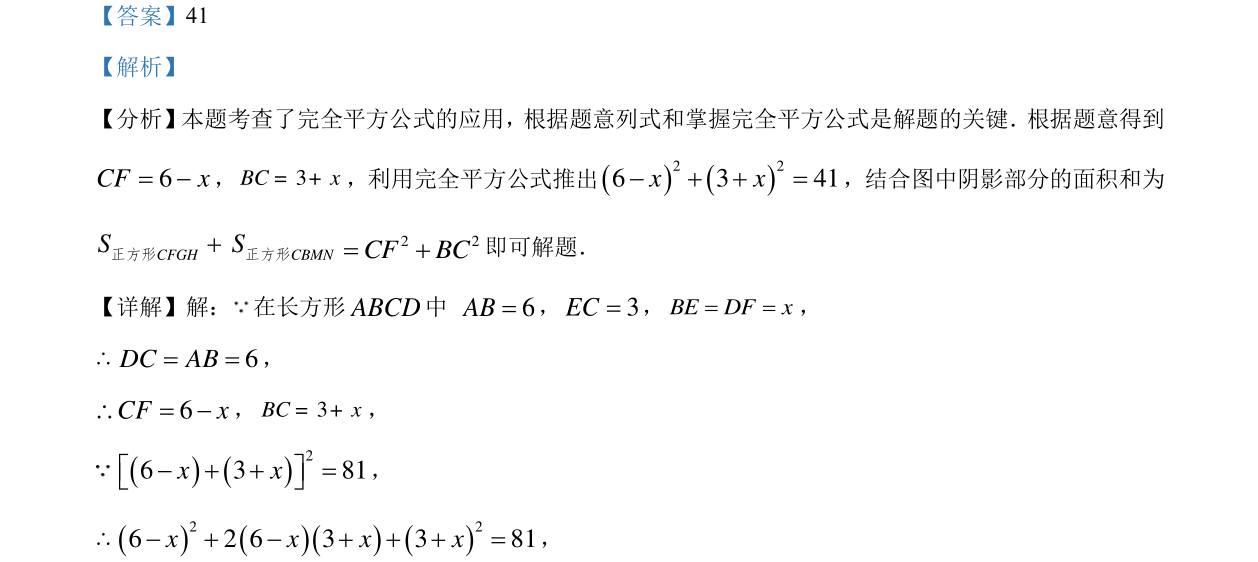 【答案】41
【解析】
【分析】本题考查了完全平方公式的应用，根据题意列式和掌握完全平方公式是解题的关键．根据题意得到
CF = 6 − x， BC = 3 + x，利用完全平方公式推出(6 − x)² + (3 + x)² = 41，结合图中阴影部分的面积和为
S正方形CFGH + S正方形CBMN = CF² + BC² 即可解题．
【详解】解：∵在长方形 ABCD 中 AB = 6， EC = 3， BE = DF = x，
∴ DC = AB = 6，
∴CF = 6 − x， BC = 3 + x，
∵[(6 − x) + (3 + x)]² = 81，
∴(6 − x)² + 2(6 − x)(3 + x) + (3 + x)² = 81，